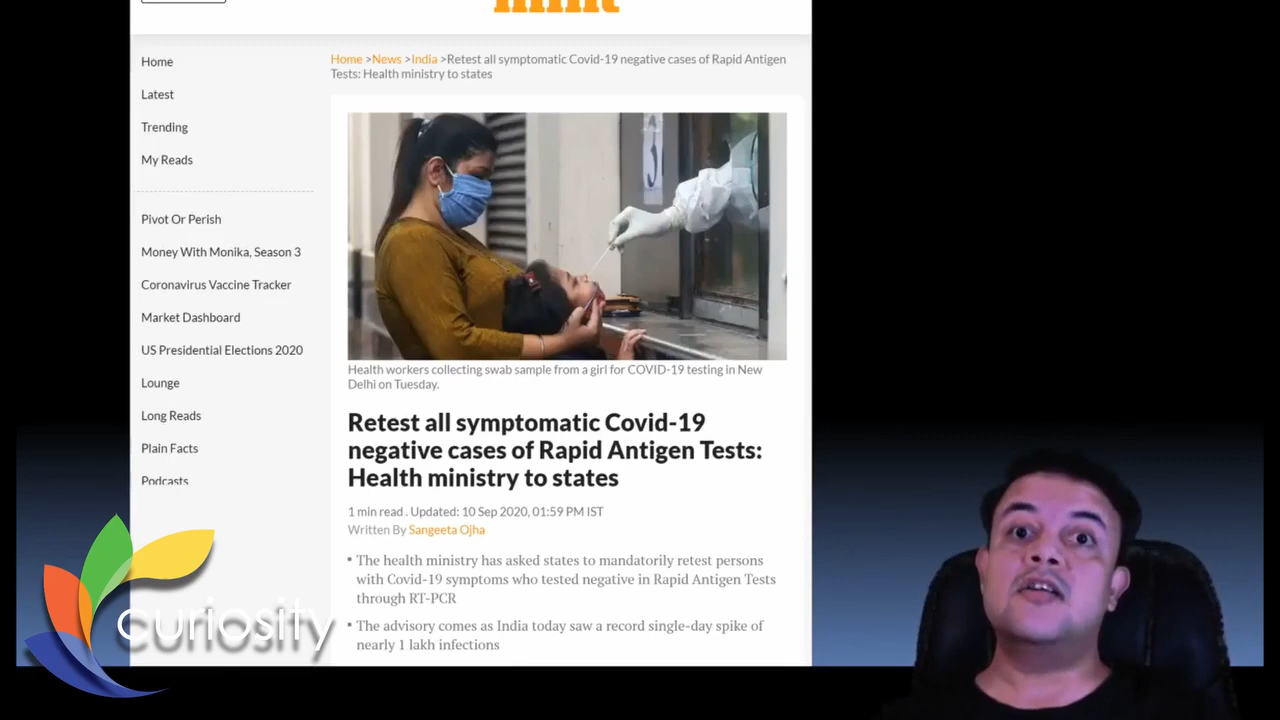 mint
Home >News >India >Retest all symptomatic Covid-19 negative cases of Rapid Antigen
Tests: Health ministry to states
Home
Latest
Trending
My Reads
Pivot Or Perish
Money With Monika, Season 3
Coronavirus Vaccine Tracker
Market Dashboard
US Presidential Elections 2020
Lounge
Long Reads
Plain Facts
Podcasts
Health workers collecting swab sample from a girl for COVID-19 testing in New
Delhi on Tuesday.
Retest all symptomatic Covid-19
negative cases of Rapid Antigen Tests:
Health ministry to states
1 min read . Updated: 10 Sep 2020, 01:59 PM IST
Written By Sangeeta Ojha
The health ministry has asked states to mandatorily retest persons
with Covid-19 symptoms who tested negative in Rapid Antigen Tests
through RT-PCR
The advisory comes as India today saw a record single-day spike of
nearly 1 lakh infections
curiosity